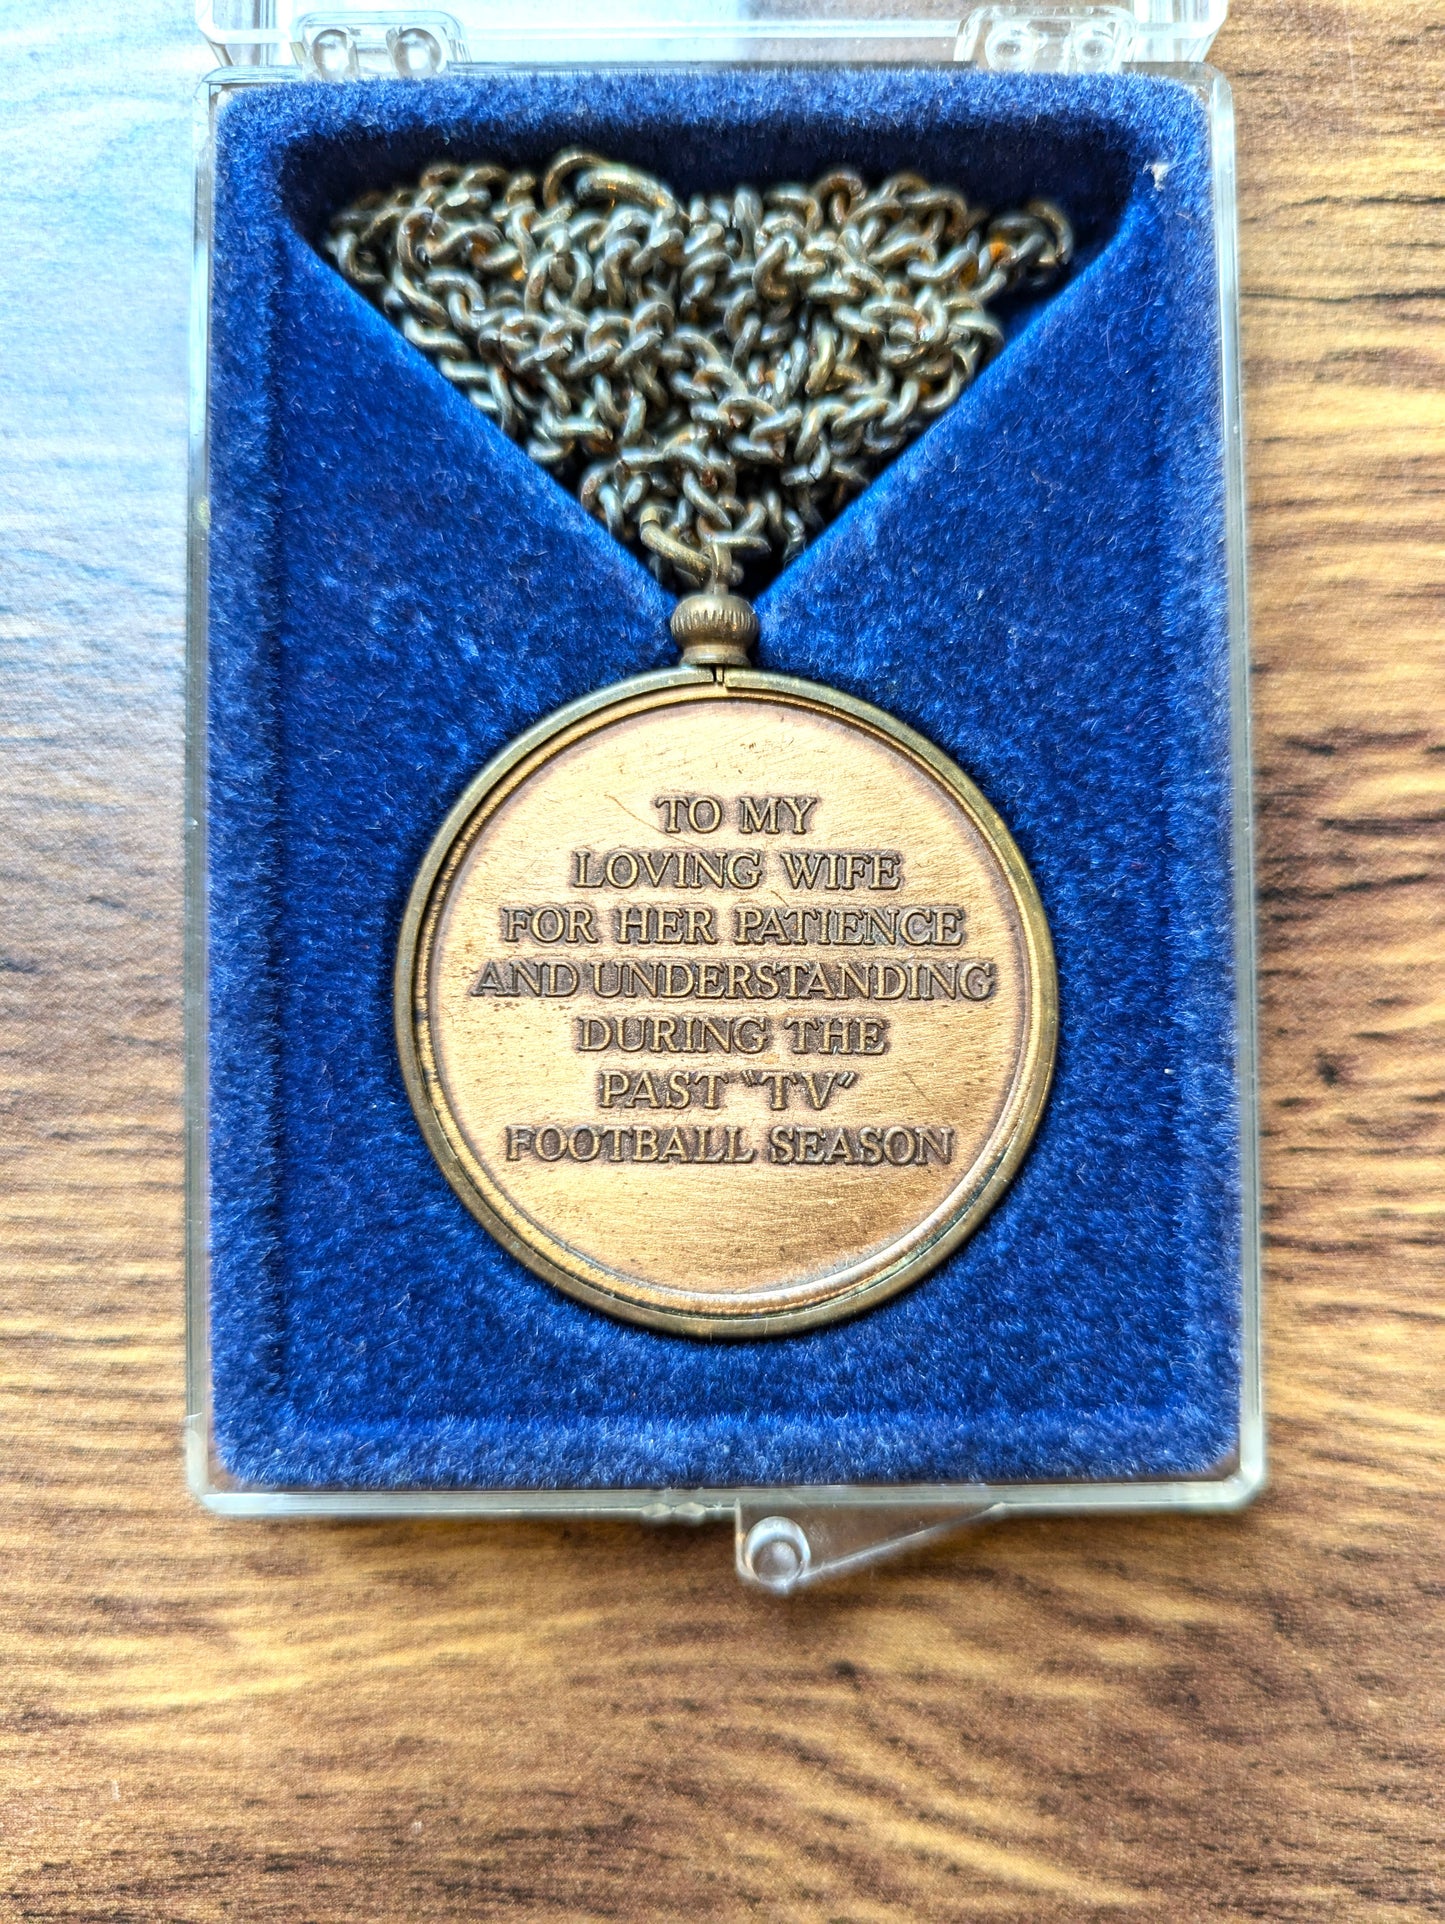 TO MY
LOVING WIFE
FOR HER PATIENCE
AND UNDERSTANDING
DURING THE
PAST "TV"
FOOTBALL SEASON